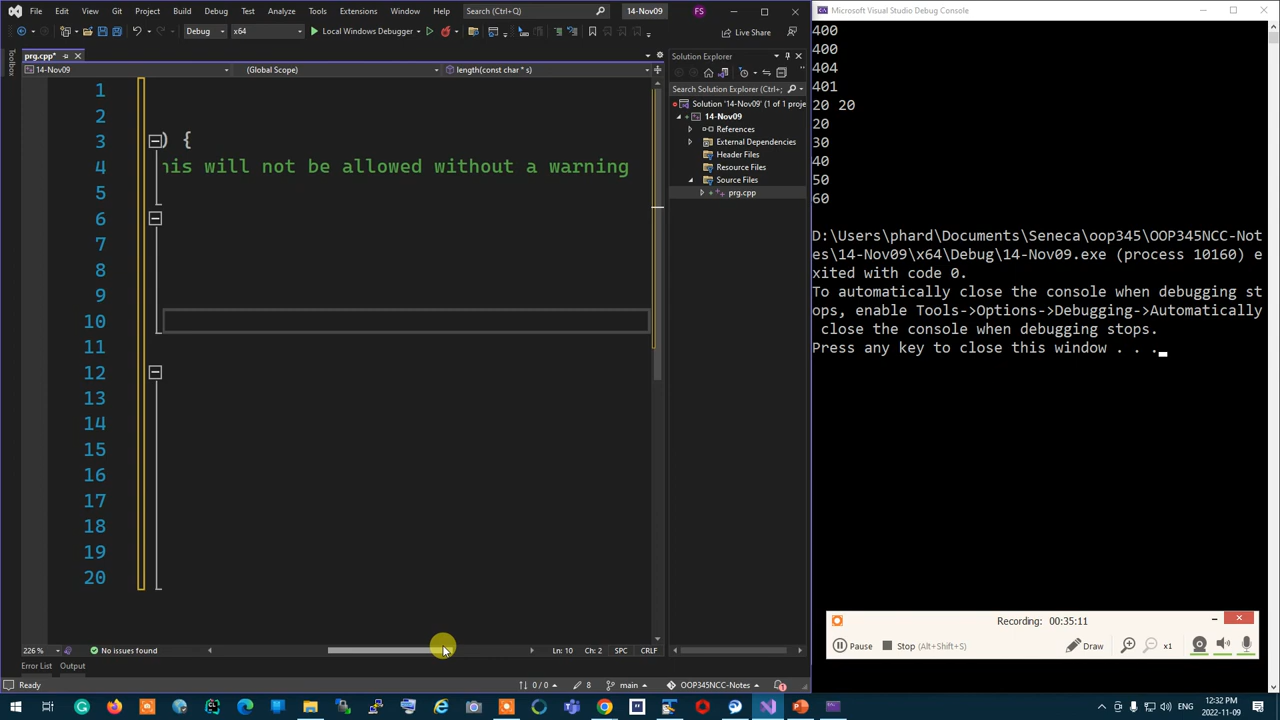 File Edit View Git Project Build Debug Test Analyze Tools Extensions Window Help Search (Ctrl+Q) 14-Nov09 FS
Debug x64 Local Windows Debugger Live Share
prg.cpp*
14-Nov09 (Global Scope) length(const char * s)
1
2
3 ) {
4 his will not be allowed without a warning
5
6
7
8
9
10
11
12
13
14
15
16
17
18
19
20
226 % No issues found Ln: 10 Ch: 2 SPC CRLF
Error List Output
Ready 0 / 0 8 main OOP345NCC-Notes
Solution Explorer
Search Solution Explorer (Ctrl+;
Solution '14-Nov09' (1 of 1 proje
14-Nov09
References
External Dependencies
Header Files
Resource Files
Source Files
prg.cpp
Microsoft Visual Studio Debug Console
400
400
404
401
20 20
20
30
40
50
60
D:\Users\phard\Documents\Seneca\oop345\OOP345NCC-Not
es\14-Nov09\x64\Debug\14-Nov09.exe (process 10160) e
xited with code 0.
To automatically close the console when debugging st
ops, enable Tools->Options->Debugging->Automatically
close the console when debugging stops.
Press any key to close this window . . .
Recording: 00:35:11
Pause Stop (Alt+Shift+S) Draw x1
ENG 12:32 PM
2022-11-09